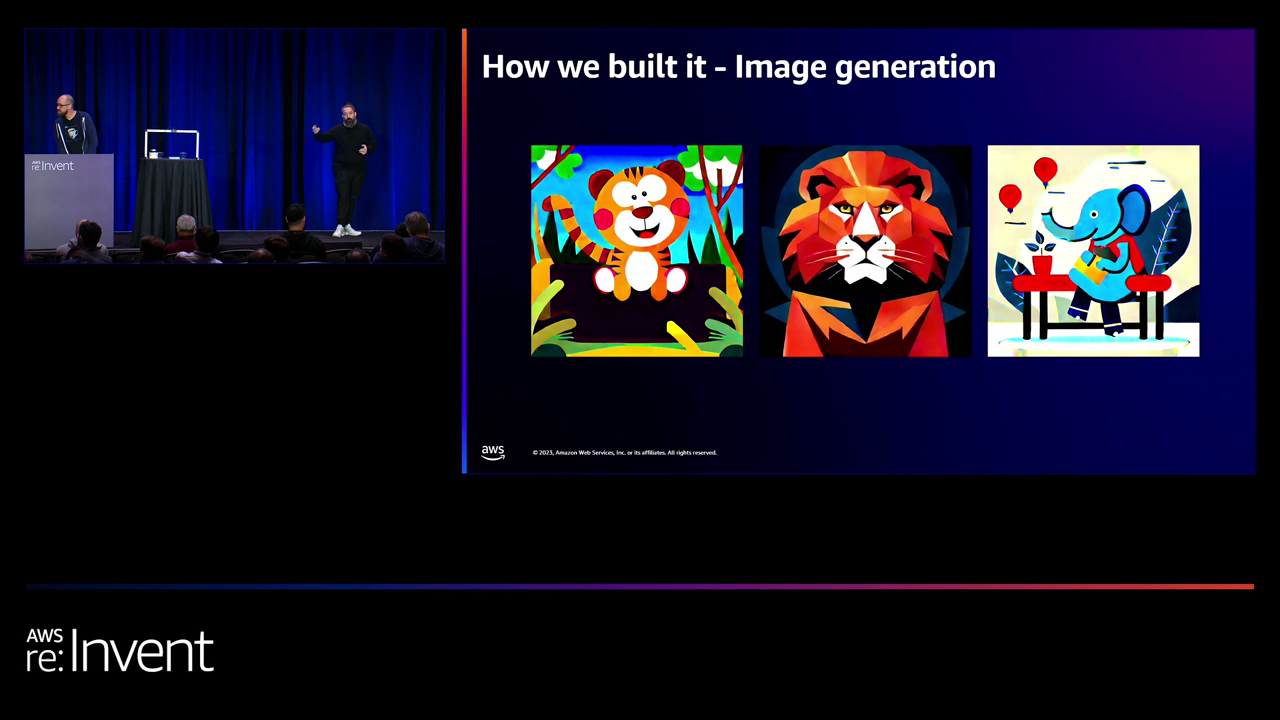 AWS
re:Invent
How we built it - Image generation
aws
© 2023, Amazon Web Services, Inc. or its affiliates. All rights reserved.
AWS
re:Invent